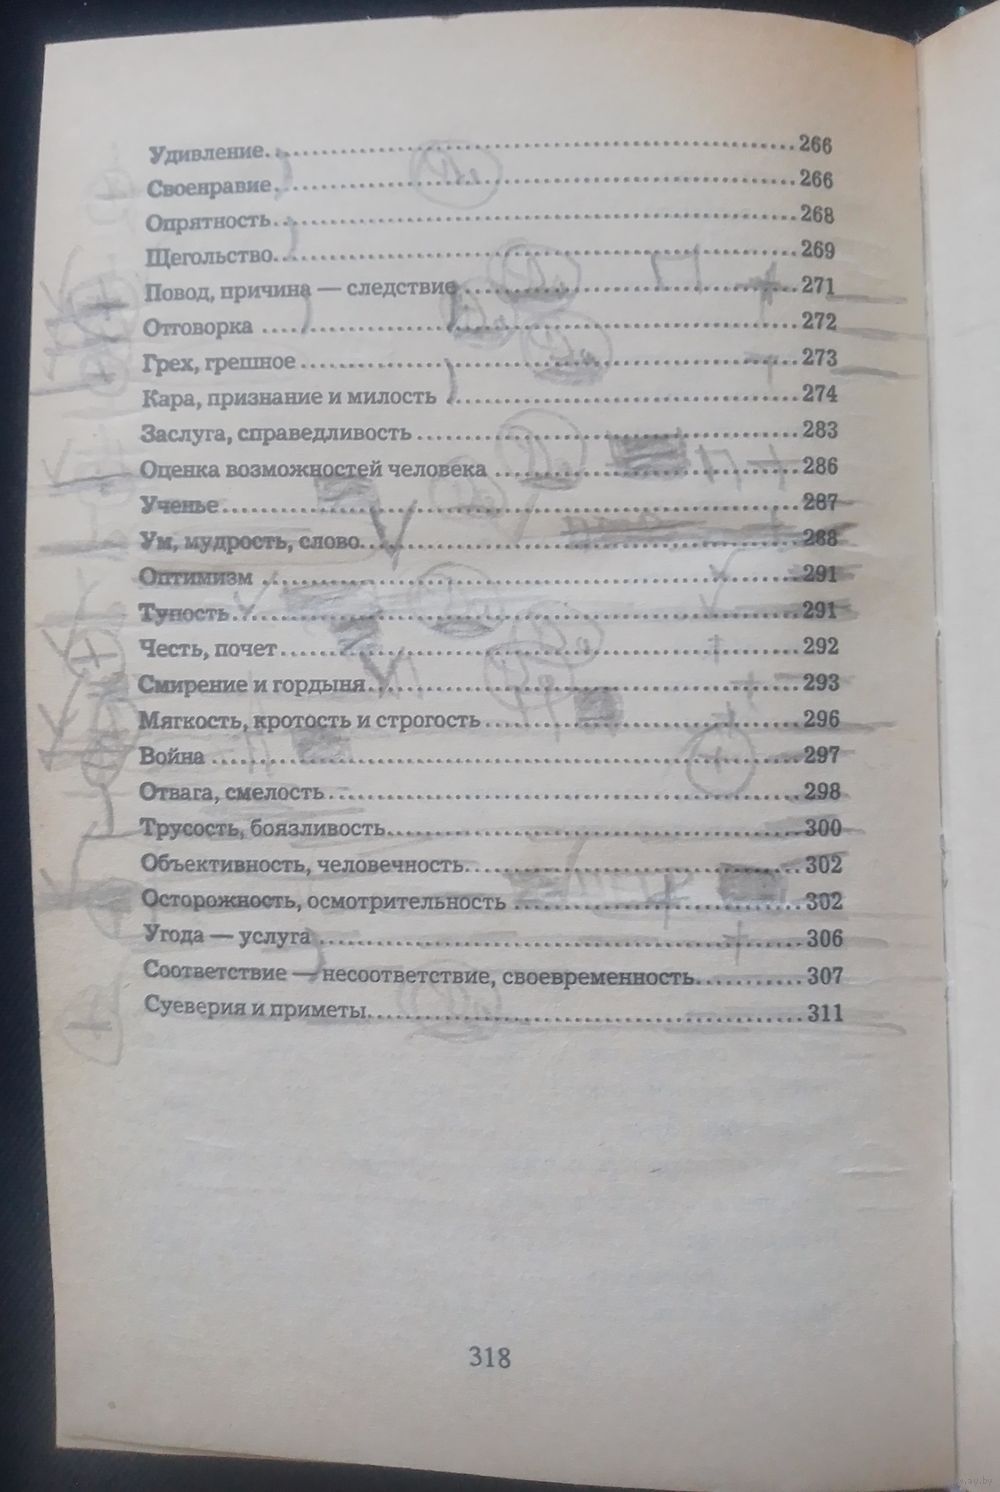 Удивление..........266
Своенравие..........266
Опрятность..........268
Щегольство..........269
Повод, причина — следствие..........271
Отговорка..........272
Грех, грешное..........273
Кара, признание и милость..........274
Заслуга, справедливость..........283
Оценка возможностей человека..........286
Ученье..........287
Ум, мудрость, слово..........288
Оптимизм..........291
Тупость..........291
Честь, почет..........292
Смирение и гордыня..........293
Мягкость, кротость и строгость..........296
Война..........297
Отвага, смелость..........298
Трусость, боязливость..........300
Объективность, человечность..........302
Осторожность, осмотрительность..........302
Угода — услуга..........306
Соответствие — несоответствие, своевременность..........307
Суеверия и приметы..........311
318